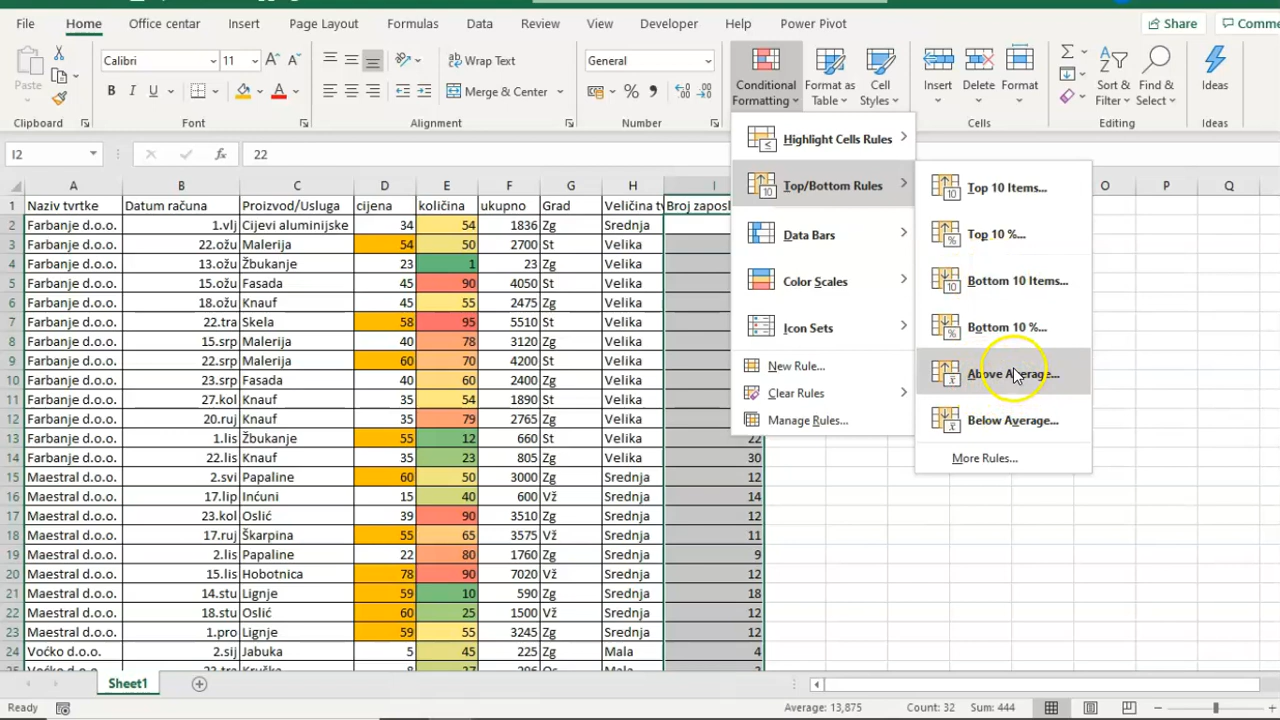 File Home Office centar Insert Page Layout Formulas Data Review View Developer Help Power Pivot Share
Paste
Calibri 11
B I U A
Wrap Text
Merge & Center
General
Conditional Formatting
Format as Table
Cell Styles
Insert Delete Format
Sort & Filter
Find & Select
Ideas
Clipboard Font Alignment Number Cells Editing Ideas
Highlight Cells Rules
Top/Bottom Rules
Data Bars
Color Scales
Icon Sets
New Rule...
Clear Rules
Manage Rules...
Top 10 Items...
Top 10 %...
Bottom 10 Items...
Bottom 10 %...
Above Average...
Below Average...
More Rules...
I2 fx 22
A B C D E F G H I O P Q
1 Naziv tvrtke Datum računa Proizvod/Usluga cijena količina ukupno Grad Veličina Broj
2 Farbanje d.o.o. 1.vlj Cijevi aluminijske 34 54 1836 Zg Srednja
3 Farbanje d.o.o. 22.ožu Malerija 54 50 2700 St Velika
4 Farbanje d.o.o. 13.ožu Žbukanje 23 1 23 Zg Velika
5 Farbanje d.o.o. 15.ožu Fasada 45 90 4050 St Velika
6 Farbanje d.o.o. 18.ožu Knauf 45 55 2475 Zg Velika
7 Farbanje d.o.o. 22.tra Skela 58 95 5510 St Velika
8 Farbanje d.o.o. 15.srp Malerija 40 78 3120 Zg Velika
9 Farbanje d.o.o. 22.srp Malerija 60 70 4200 St Velika
10 Farbanje d.o.o. 23.srp Fasada 40 60 2400 Zg Velika
11 Farbanje d.o.o. 27.kol Knauf 35 54 1890 St Velika
12 Farbanje d.o.o. 20.ruj Knauf 35 79 2765 Zg Velika
13 Farbanje d.o.o. 1.lis Žbukanje 55 12 660 St Velika 22
14 Farbanje d.o.o. 22.lis Knauf 35 23 805 Zg Velika 30
15 Maestral d.o.o. 2.svi Papaline 60 50 3000 Zg Srednja 12
16 Maestral d.o.o. 17.lip Inćuni 15 40 600 Vž Srednja 14
17 Maestral d.o.o. 23.kol Oslić 39 90 3510 Zg Srednja 12
18 Maestral d.o.o. 17.ruj Škarpina 55 65 3575 Vž Srednja 11
19 Maestral d.o.o. 2.lis Papaline 22 80 1760 Zg Srednja 9
20 Maestral d.o.o. 15.lis Hobotnica 78 90 7020 Vž Srednja 12
21 Maestral d.o.o. 14.stu Lignje 59 10 590 Zg Srednja 18
22 Maestral d.o.o. 18.stu Oslić 60 25 1500 Vž Srednja 12
23 Maestral d.o.o. 1.pro Lignje 59 55 3245 Zg Srednja 12
24 Voćko d.o.o. 2.sij Jabuka 5 45 225 Zg Mala 4
Sheet1
Ready Average: 13,875 Count: 32 Sum: 444